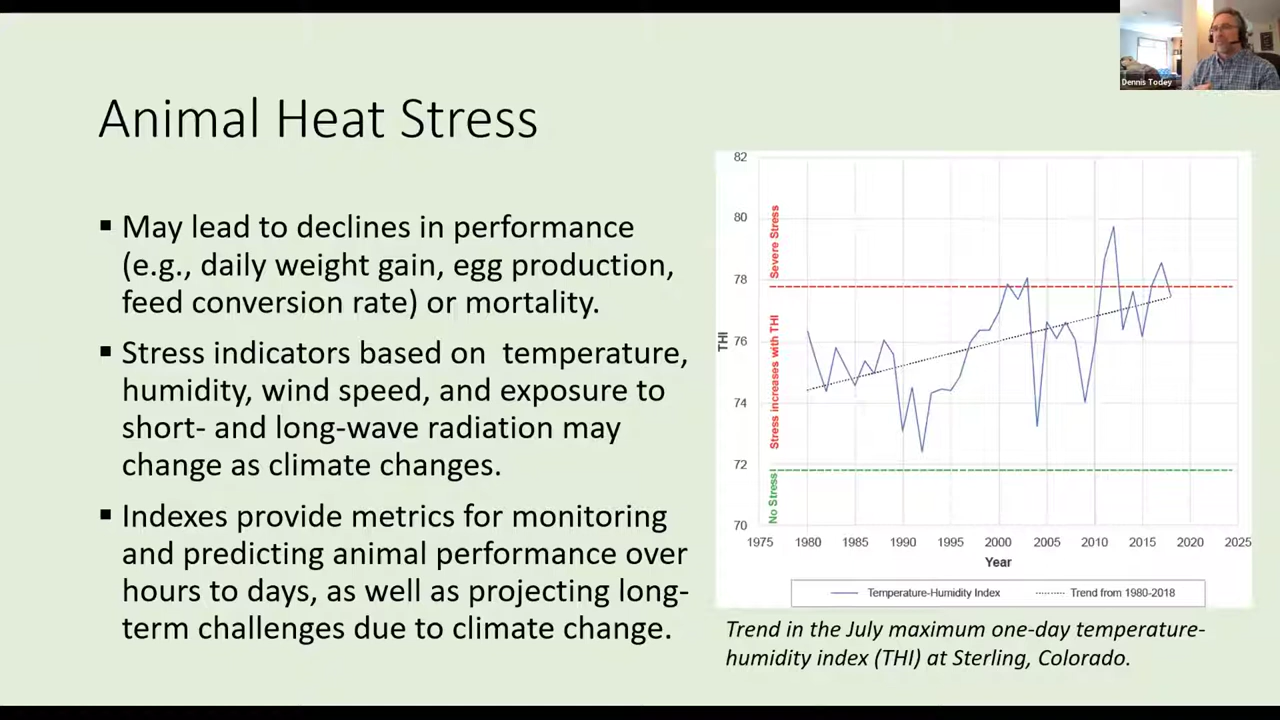 Dennis Todey
Animal Heat Stress
▪ May lead to declines in performance
(e.g., daily weight gain, egg production,
feed conversion rate) or mortality.
▪ Stress indicators based on  temperature,
humidity, wind speed, and exposure to
short- and long-wave radiation may
change as climate changes.
▪ Indexes provide metrics for monitoring
and predicting animal performance over
hours to days, as well as projecting long-
term challenges due to climate change.
82
80
78
76
74
72
70
THI
Severe Stress
Stress increases with THI
No Stress
1975 1980 1985 1990 1995 2000 2005 2010 2015 2020 2025
Year
Temperature-Humidity Index
Trend from 1980-2018
Trend in the July maximum one-day temperature-
humidity index (THI) at Sterling, Colorado.